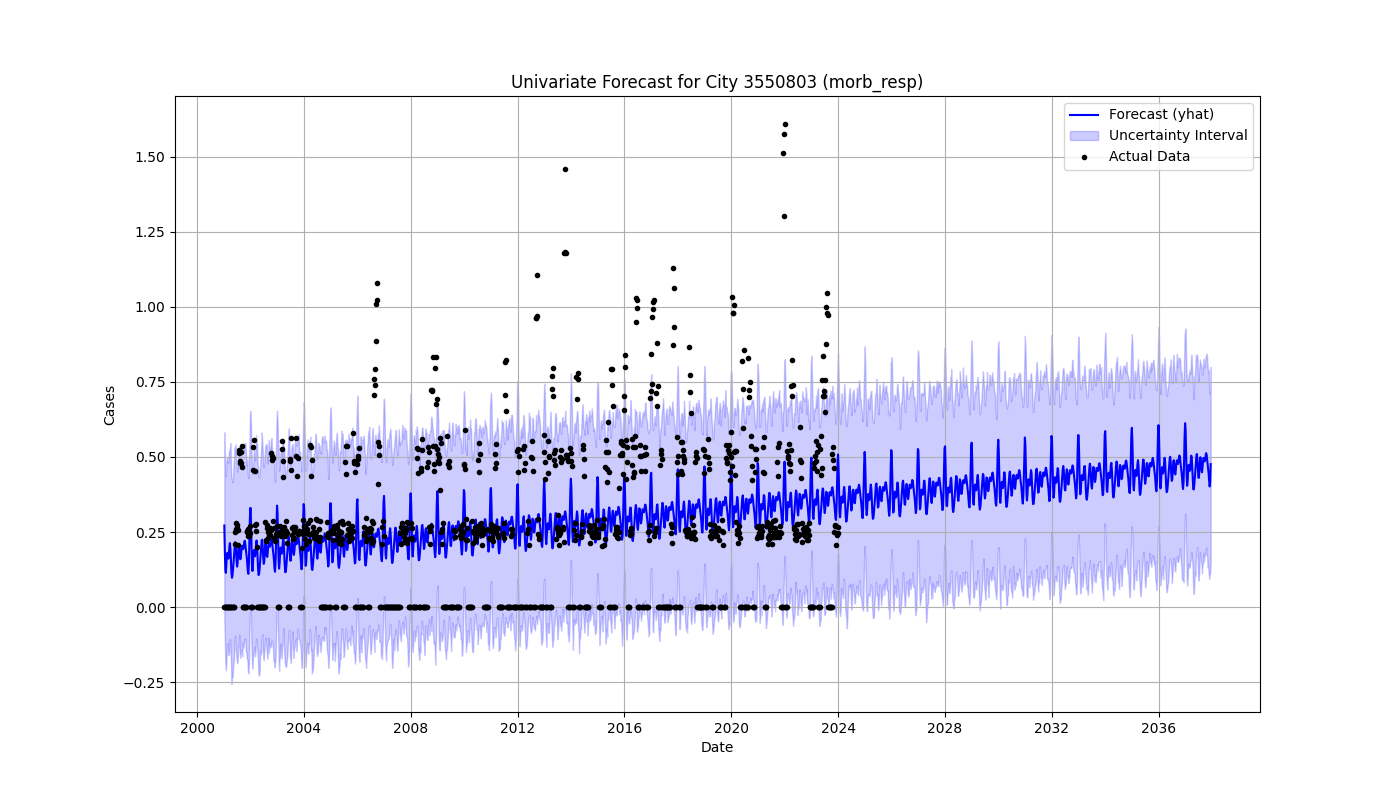 Univariate Forecast for City 3550803 (morb_resp)
Forecast (yhat)
Uncertainty Interval
Actual Data
Cases
1.50
1.25
1.00
0.75
0.50
0.25
0.00
−0.25
2000 2004 2008 2012 2016 2020 2024 2028 2032 2036
Date